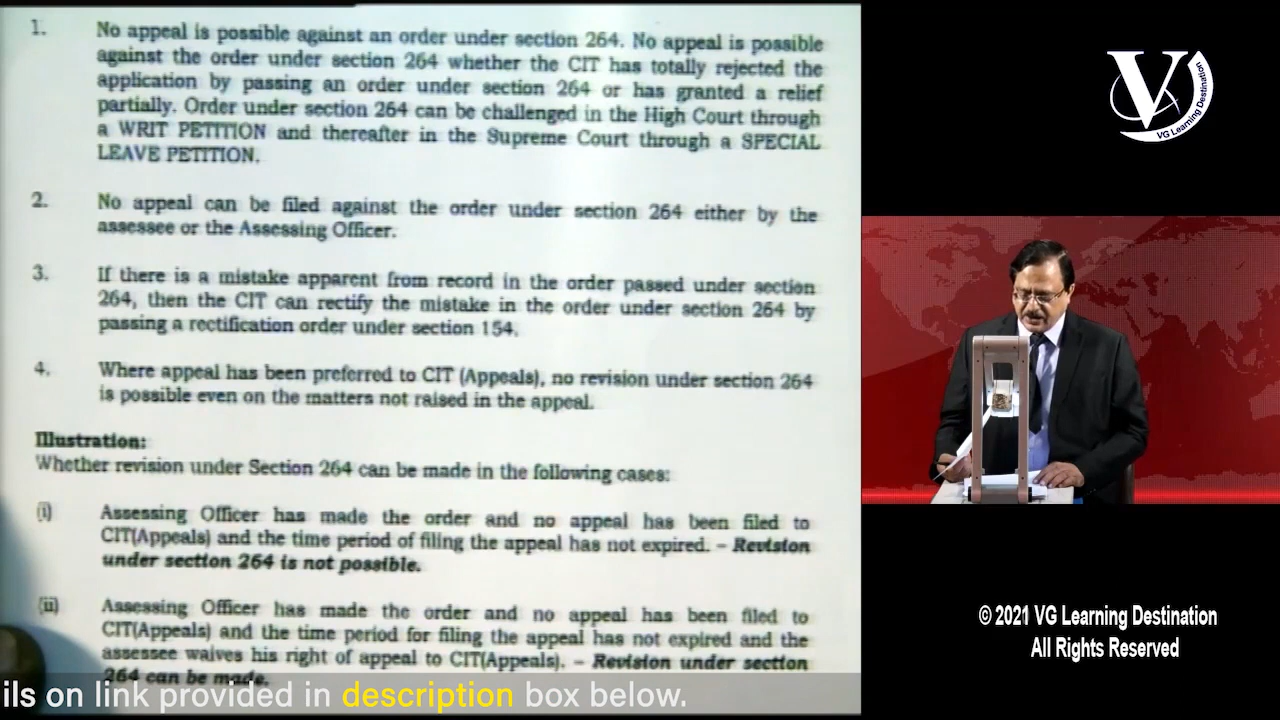 1. No appeal is possible against an order under section 264. No appeal is possible
against the order under section 264 whether the CIT has totally rejected the
application by passing an order under section 264 or has granted a relief
partially. Order under section 264 can be challenged in the High Court through
a WRIT PETITION and thereafter in the Supreme Court through a SPECIAL
LEAVE PETITION.
2. No appeal can be filed against the order under section 264 either by the
assessee or the Assessing Officer.
3. If there is a mistake apparent from record in the order passed under section
264, then the CIT can rectify the mistake in the order under section 264 by
passing a rectification order under section 154.
4. Where appeal has been preferred to CIT (Appeals), no revision under section 264
is possible even on the matters not raised in the appeal.
Illustration:
Whether revision under Section 264 can be made in the following cases:
(i) Assessing Officer has made the order and no appeal has been filed to
CIT(Appeals) and the time period of filing the appeal has not expired. – Revision
under section 264 is not possible.
(ii) Assessing Officer has made the order and no appeal has been filed to
CIT(Appeals) and the time period for filing the appeal has not expired and the
assessee waives his right of appeal to CIT(Appeals). – Revision under section
264 can be made.
ils on link provided in description box below.
V
VG Learning Destination
© 2021 VG Learning Destination
All Rights Reserved